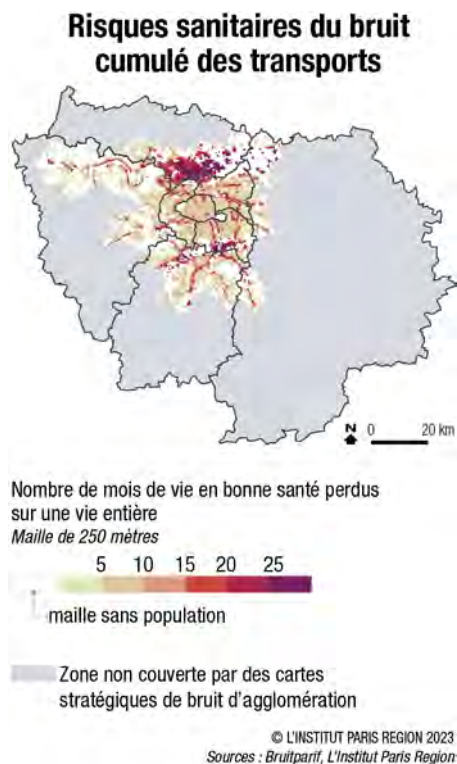 Risques sanitaires du bruit
cumulé des transports
N 0 20 km
Nombre de mois de vie en bonne santé perdus
sur une vie entière
Maille de 250 mètres
5 10 15 20 25
maille sans population
Zone non couverte par des cartes
stratégiques de bruit d'agglomération
© L'INSTITUT PARIS REGION 2023
Sources : Bruitparif, L'Institut Paris Region